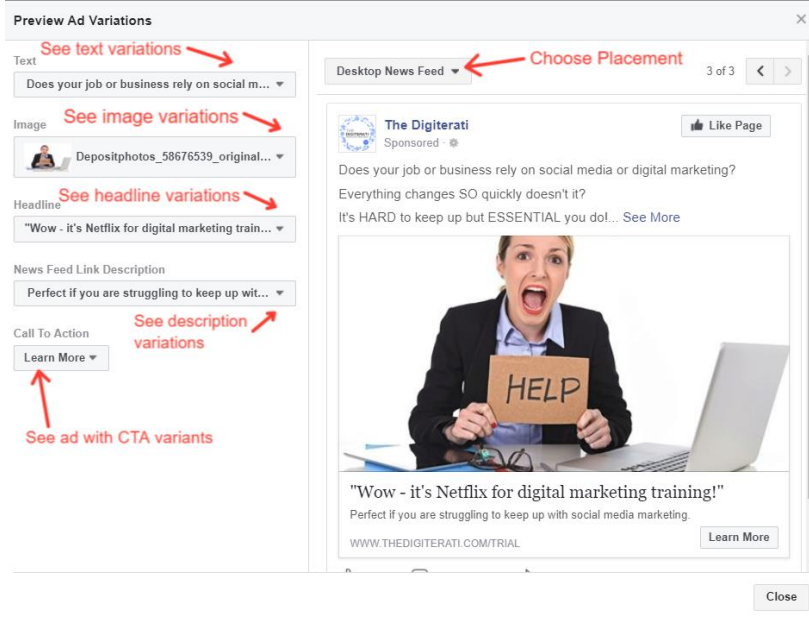 Preview Ad Variations
×
See text variations
Text
Does your job or business rely on social m...
See image variations
Image
Depositphotos_58676539_original...
See headline variations
Headline
"Wow - it's Netflix for digital marketing train...
News Feed Link Description
Perfect if you are struggling to keep up wit...
See description
variations
Call To Action
Learn More
See ad with CTA variants
Desktop News Feed
Choose Placement
3 of 3
The Digiterati
Sponsored ·
Like Page
Does your job or business rely on social media or digital marketing?
Everything changes SO quickly doesn't it?
It's HARD to keep up but ESSENTIAL you do!... See More
HELP
"Wow - it's Netflix for digital marketing training!"
Perfect if you are struggling to keep up with social media marketing.
WWW.THEDIGITERATI.COM/TRIAL
Learn More
Close